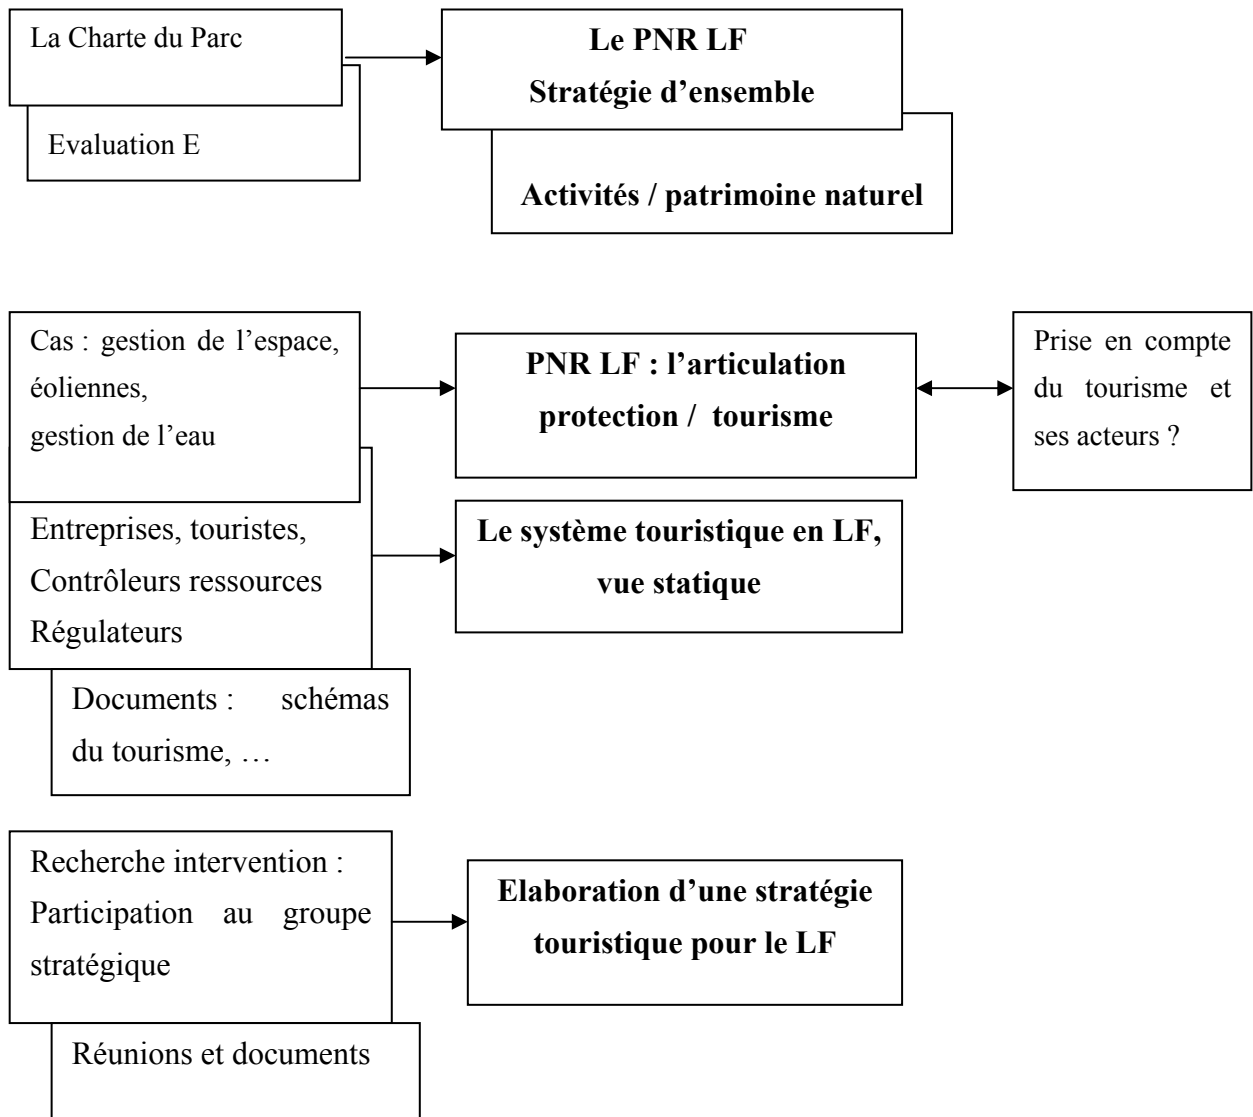 La Charte du Parc
Evaluation E
Le PNR LF
Stratégie d’ensemble
Activités / patrimoine naturel
Cas : gestion de l’espace,
éoliennes,
gestion de l’eau
PNR LF : l’articulation
protection / tourisme
Prise en compte
du tourisme et
ses acteurs ?
Entreprises, touristes,
Contrôleurs ressources
Régulateurs
Le système touristique en LF,
vue statique
Documents : schémas
du tourisme, …
Recherche intervention :
Participation au groupe
stratégique
Elaboration d’une stratégie
touristique pour le LF
Réunions et documents